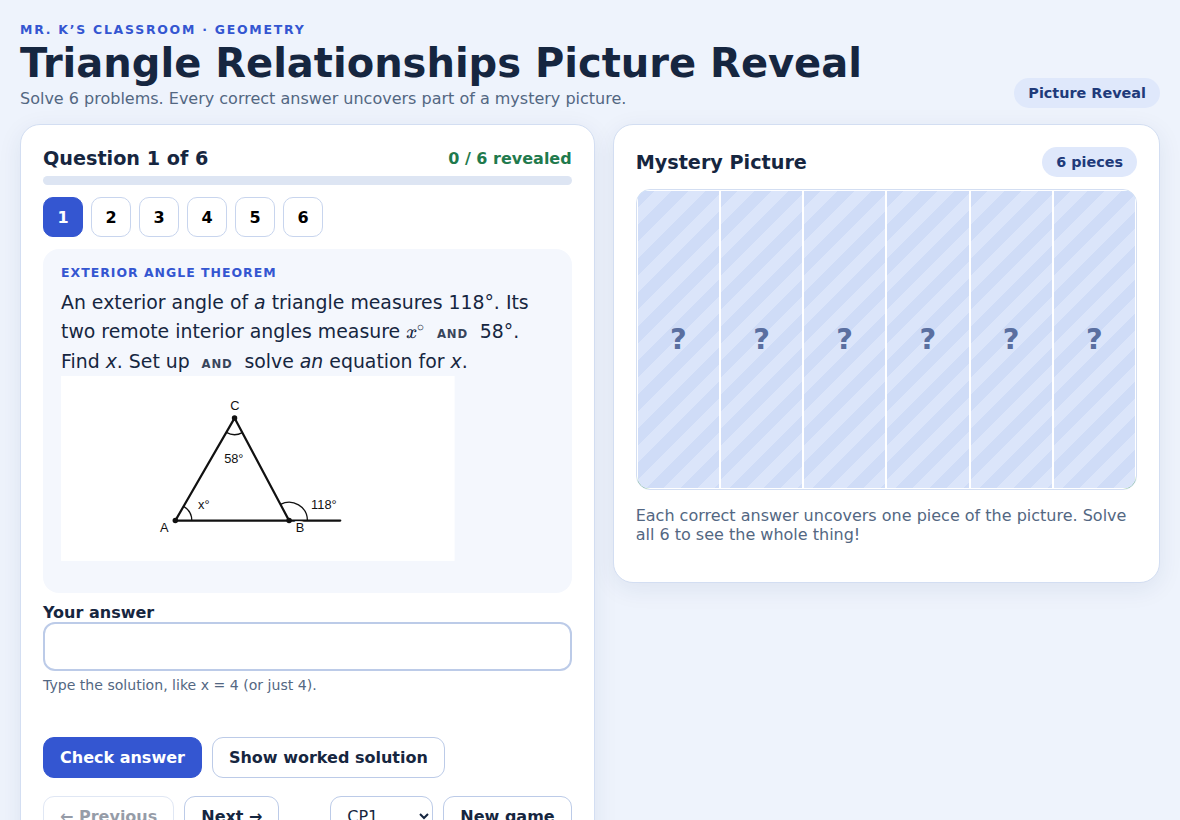 MR. K'S CLASSROOM · GEOMETRY
Triangle Relationships Picture Reveal
Solve 6 problems. Every correct answer uncovers part of a mystery picture.
Picture Reveal
Question 1 of 6
0 / 6 revealed
1 2 3 4 5 6
EXTERIOR ANGLE THEOREM
An exterior angle of a triangle measures 118°. Its
two remote interior angles measure x° AND 58°.
Find x. Set up AND solve an equation for x.
C
58°
x°
118°
A
B
Your answer
Type the solution, like x = 4 (or just 4).
Check answer
Show worked solution
← Previous
Next →
CP1
New game
Mystery Picture
6 pieces
? ? ? ? ? ?
Each correct answer uncovers one piece of the picture. Solve
all 6 to see the whole thing!